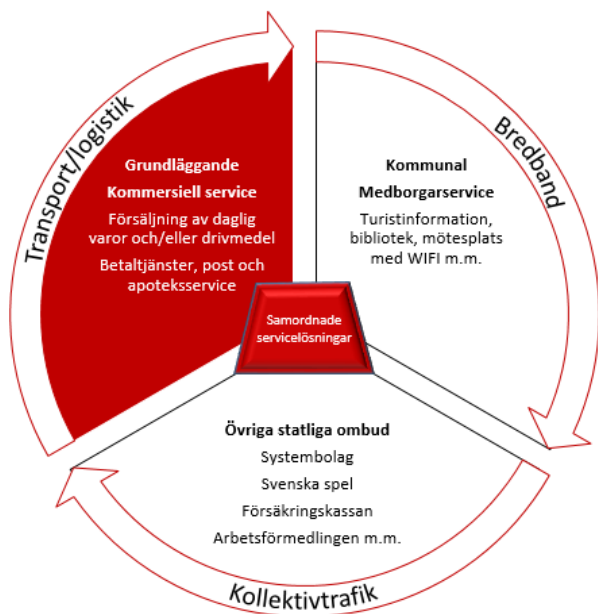 Transport/logistik
Bredband
Grundläggande
Kommersiell service
Försäljning av daglig
varor och/eller drivmedel
Betaltjänster, post och
apoteksservice
Kommunal
Medborgarservice
Turistinformation,
bibliotek, mötesplats
med WIFI m.m.
Samordnade
servicelösningar
Övriga statliga ombud
Systembolag
Svenska spel
Försäkringskassan
Arbetsförmedlingen m.m.
Kollektivtrafik